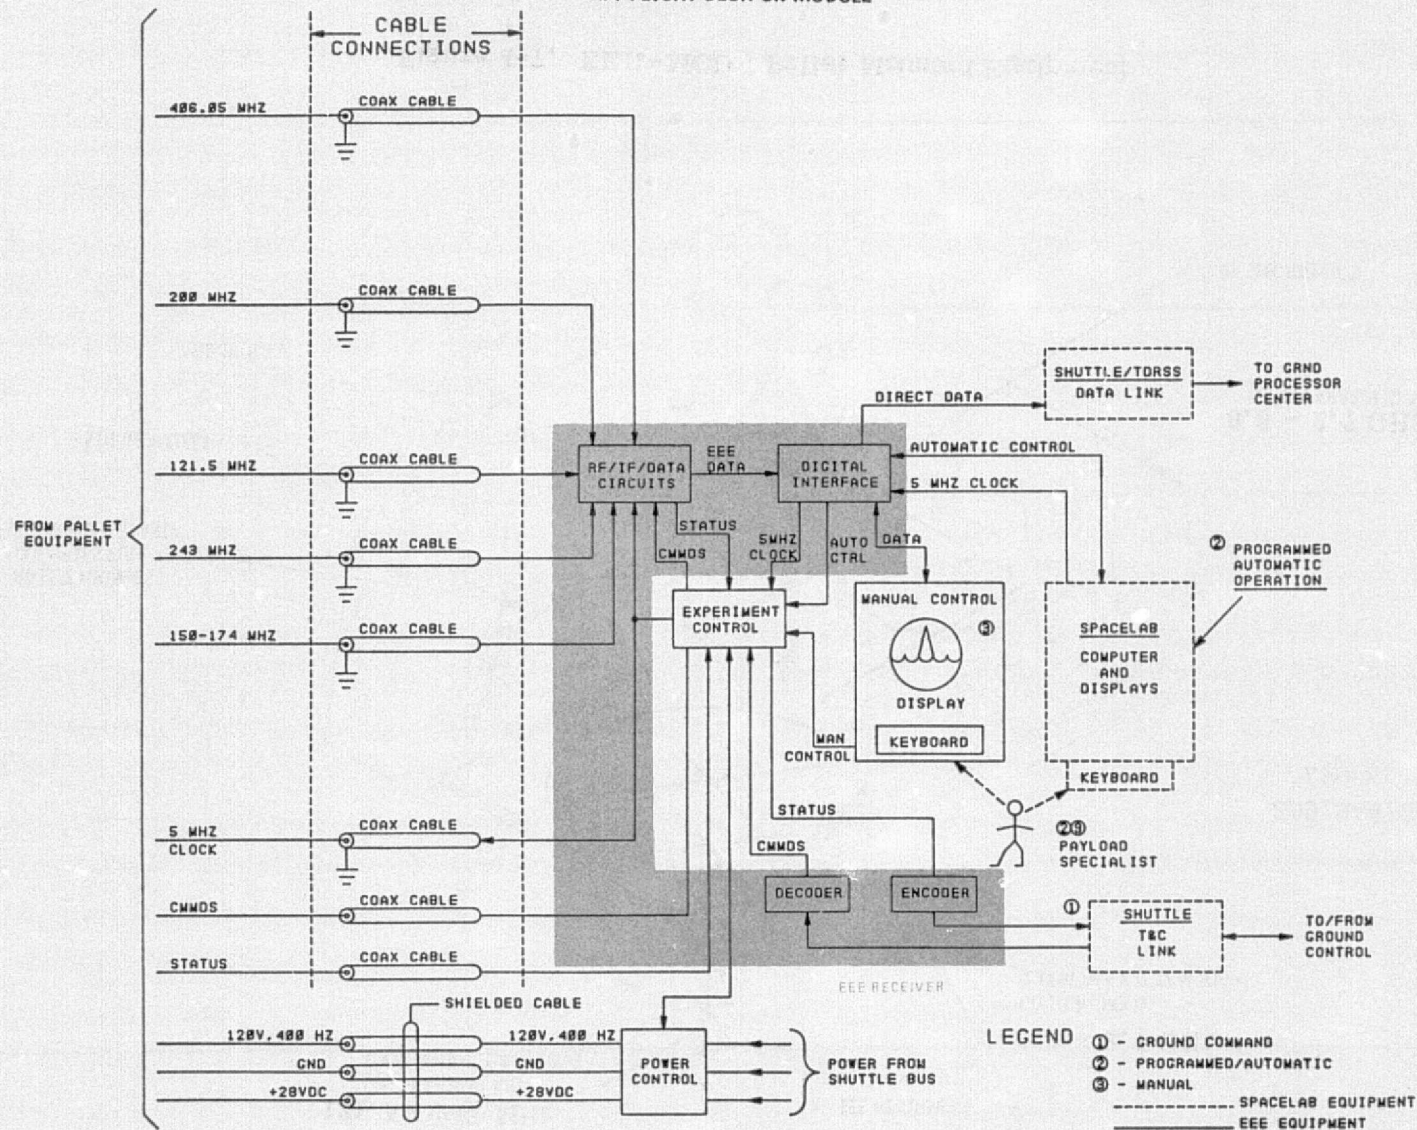 CABLE
CONNECTIONS
406.05 MHZ
COAX CABLE
200 MHZ
COAX CABLE
SHUTTLE/TDRSS
DATA LINK
TO GRND
PROCESSOR
CENTER
DIRECT DATA
121.5 MHZ
COAX CABLE
RF/IF/DATA
CIRCUITS
EEE
DATA
DIGITAL
INTERFACE
AUTOMATIC CONTROL
5 MHZ CLOCK
FROM PALLET
EQUIPMENT
243 MHZ
COAX CABLE
STATUS
CMMDS
5MHZ
CLOCK
AUTO
CTRL
DATA
② PROGRAMMED
AUTOMATIC
OPERATION
150-174 MHZ
COAX CABLE
EXPERIMENT
CONTROL
MANUAL CONTROL
③
DISPLAY
KEYBOARD
SPACELAB
COMPUTER
AND
DISPLAYS
KEYBOARD
MAN
CONTROL
STATUS
CMMDS
PAYLOAD
SPECIALIST
5 MHZ
CLOCK
COAX CABLE
DECODER
ENCODER
CMMDS
COAX CABLE
①
SHUTTLE
T&C
LINK
TO/FROM
GROUND
CONTROL
STATUS
COAX CABLE
EEE RECEIVER
SHIELDED CABLE
120V,400 HZ
120V,400 HZ
GND
GND
+28VDC
+28VDC
POWER
CONTROL
POWER FROM
SHUTTLE BUS
LEGEND
① - GROUND COMMAND
② - PROGRAMMED/AUTOMATIC
③ - MANUAL
SPACELAB EQUIPMENT
EEE EQUIPMENT